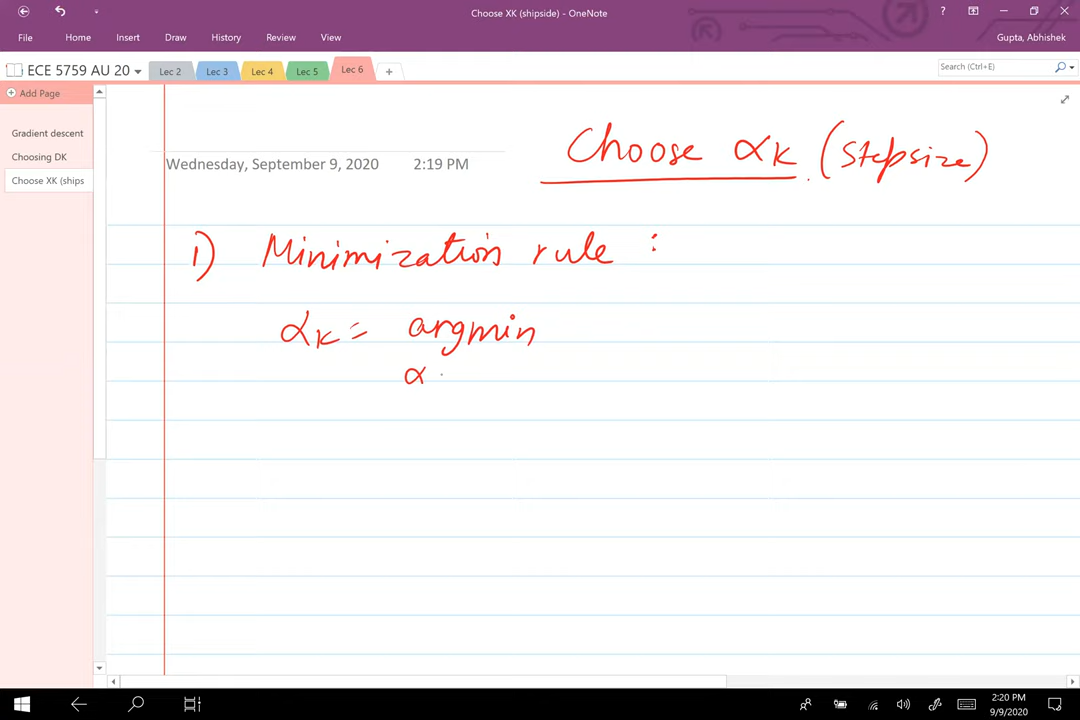 Choose XK (shipside) - OneNote
?
File
Home
Insert
Draw
History
Review
View
Gupta, Abhishek
ECE 5759 AU 20
Lec 2
Lec 3
Lec 4
Lec 5
Lec 6
Search (Ctrl+E)
Add Page
Gradient descent
Choosing DK
Choose XK (ships
Wednesday, September 9, 2020
2:19 PM
Choose αK (stepsize)
1) Minimization rule :
αK = argmin
α
2:20 PM
9/9/2020